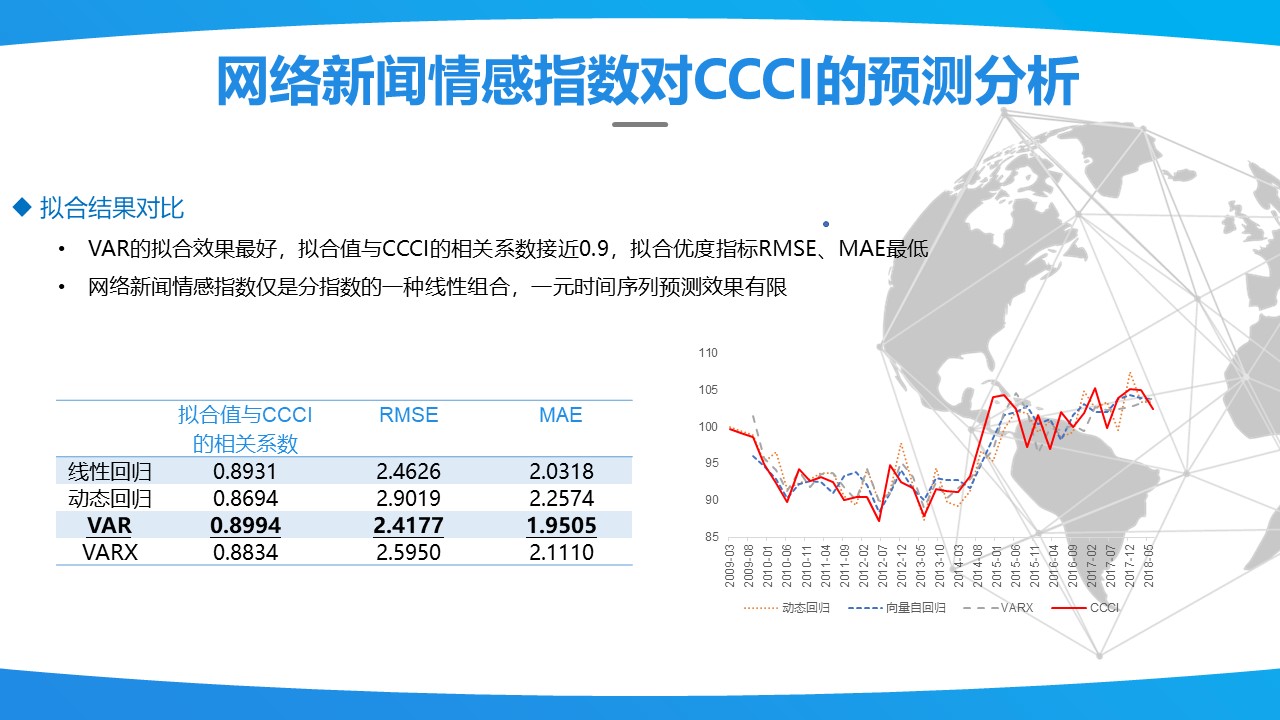 网络新闻情感指数对CCCI的预测分析
◆ 拟合结果对比
• VAR的拟合效果最好，拟合值与CCCI的相关系数接近0.9，拟合优度指标RMSE、MAE最低
• 网络新闻情感指数仅是分指数的一种线性组合，一元时间序列预测效果有限
拟合值与CCCI RMSE MAE
的相关系数
线性回归 0.8931 2.4626 2.0318
动态回归 0.8694 2.9019 2.2574
VAR 0.8994 2.4177 1.9505
VARX 0.8834 2.5950 2.1110
110
105
100
95
90
85
2009-03 2009-08 2010-01 2010-06 2010-11 2011-04 2011-09 2012-02 2012-07 2012-12 2013-05 2013-10 2014-03 2014-08 2015-01 2015-06 2015-11 2016-04 2016-09 2017-02 2017-07 2017-12 2018-05
动态回归 向量自回归 VARX CCCI